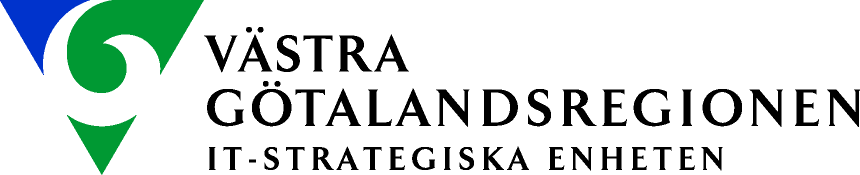 VÄSTRA
GÖTALANDSREGIONEN
IT-STRATEGISKA ENHETEN